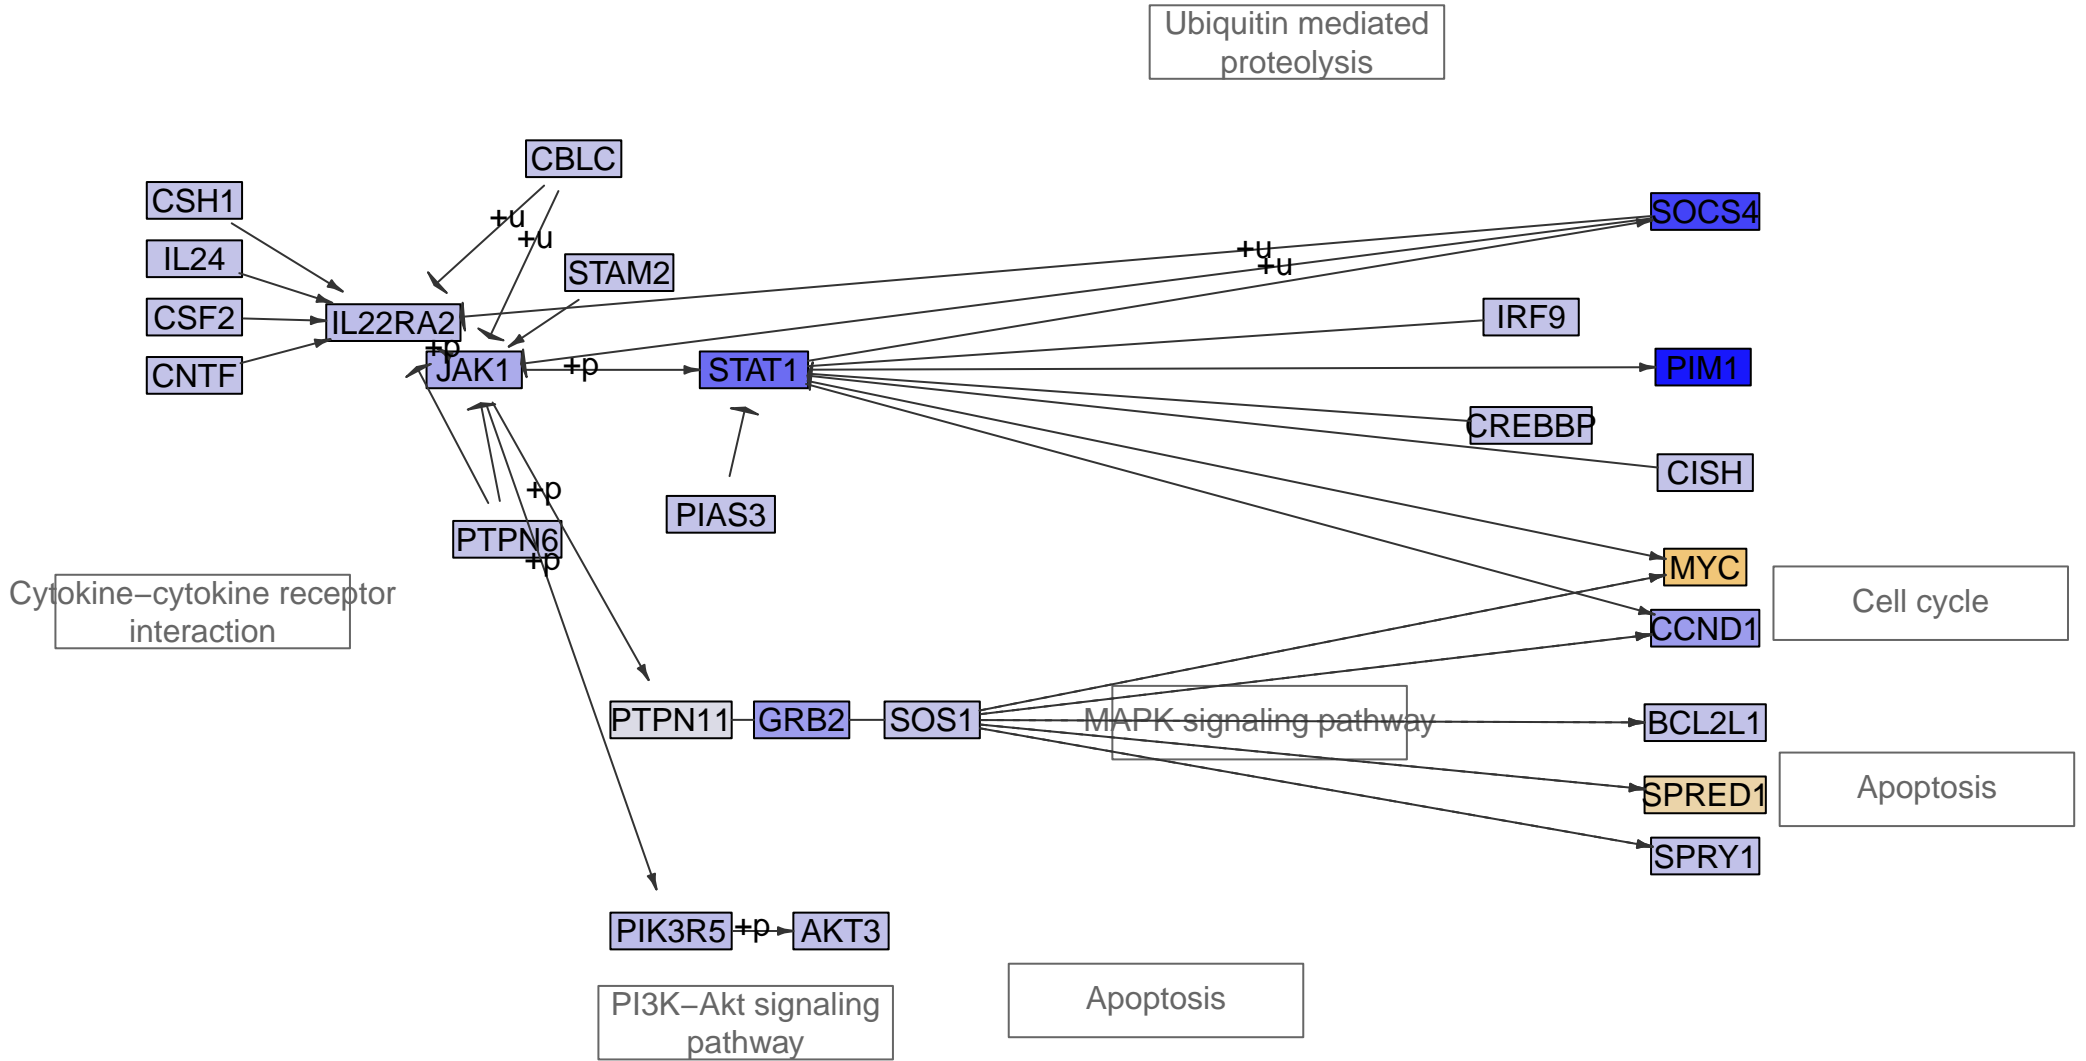 Ubiquitin mediated
proteolysis
CBLC
CSH1
SOCS4
+u
+u
+u
+u
IL24
STAM2
CSF2
IL22RA2
IRF9
+p
CNTF
JAK1
+p
STAT1
PIM1
CREBBP
CISH
+p
PIAS3
PTPN6
+p
MYC
Cytokine−cytokine receptor
interaction
Cell cycle
CCND1
PTPN11
GRB2
SOS1
MAPK signaling pathway
BCL2L1
SPRED1
Apoptosis
SPRY1
PIK3R5
+p
AKT3
PI3K−Akt signaling
pathway
Apoptosis